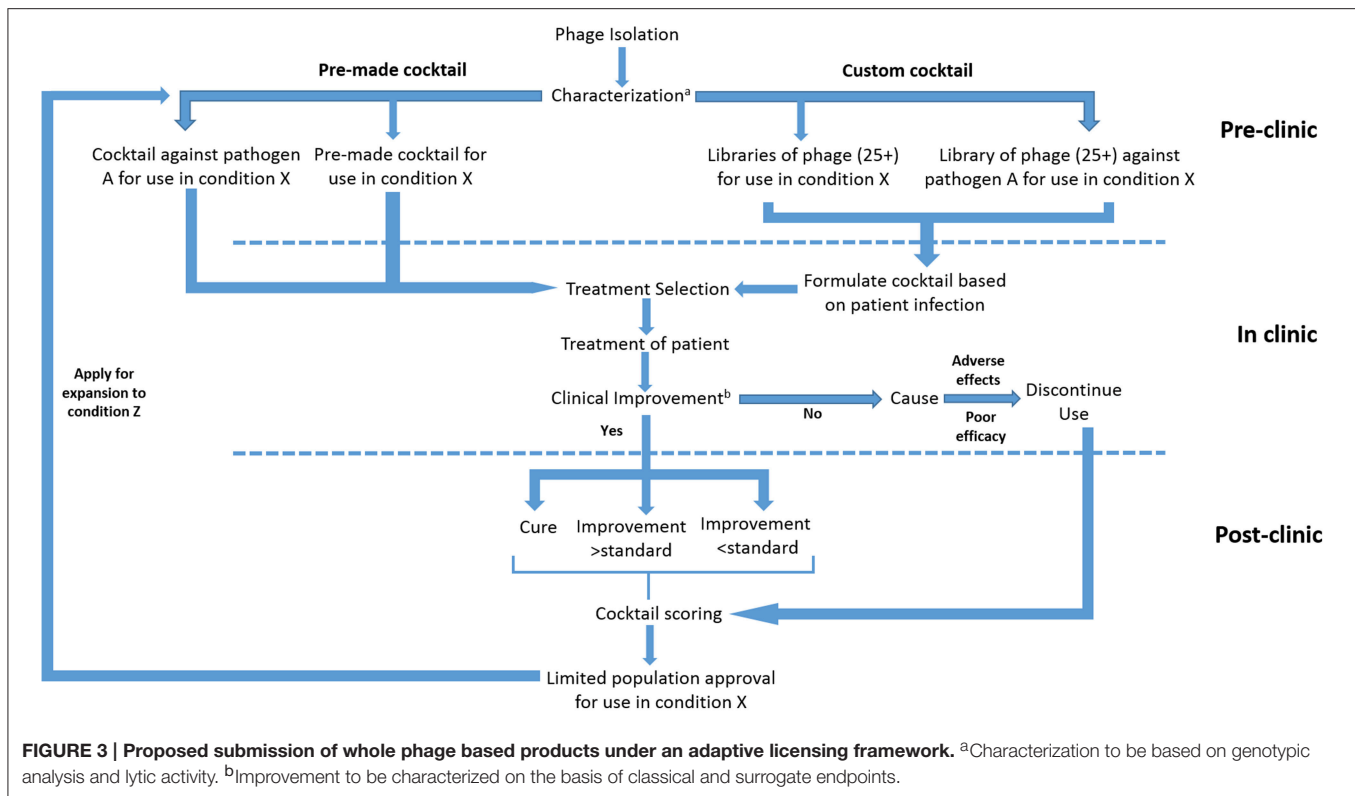 Phage Isolation
Pre-made cocktail
Custom cocktail
Characterizationᵃ
Pre-clinic
Cocktail against pathogen
A for use in condition X
Pre-made cocktail for
use in condition X
Libraries of phage (25+)
for use in condition X
Library of phage (25+) against
pathogen A for use in condition X
Treatment Selection
Formulate cocktail based
on patient infection
In clinic
Treatment of patient
Apply for
expansion to
condition Z
Clinical Improvementᵇ
No
Cause
Adverse
effects
Poor
efficacy
Discontinue
Use
Yes
Cure
Improvement
>standard
Improvement
<standard
Post-clinic
Cocktail scoring
Limited population approval
for use in condition X
FIGURE 3 | Proposed submission of whole phage based products under an adaptive licensing framework. ᵃCharacterization to be based on genotypic
analysis and lytic activity. ᵇImprovement to be characterized on the basis of classical and surrogate endpoints.